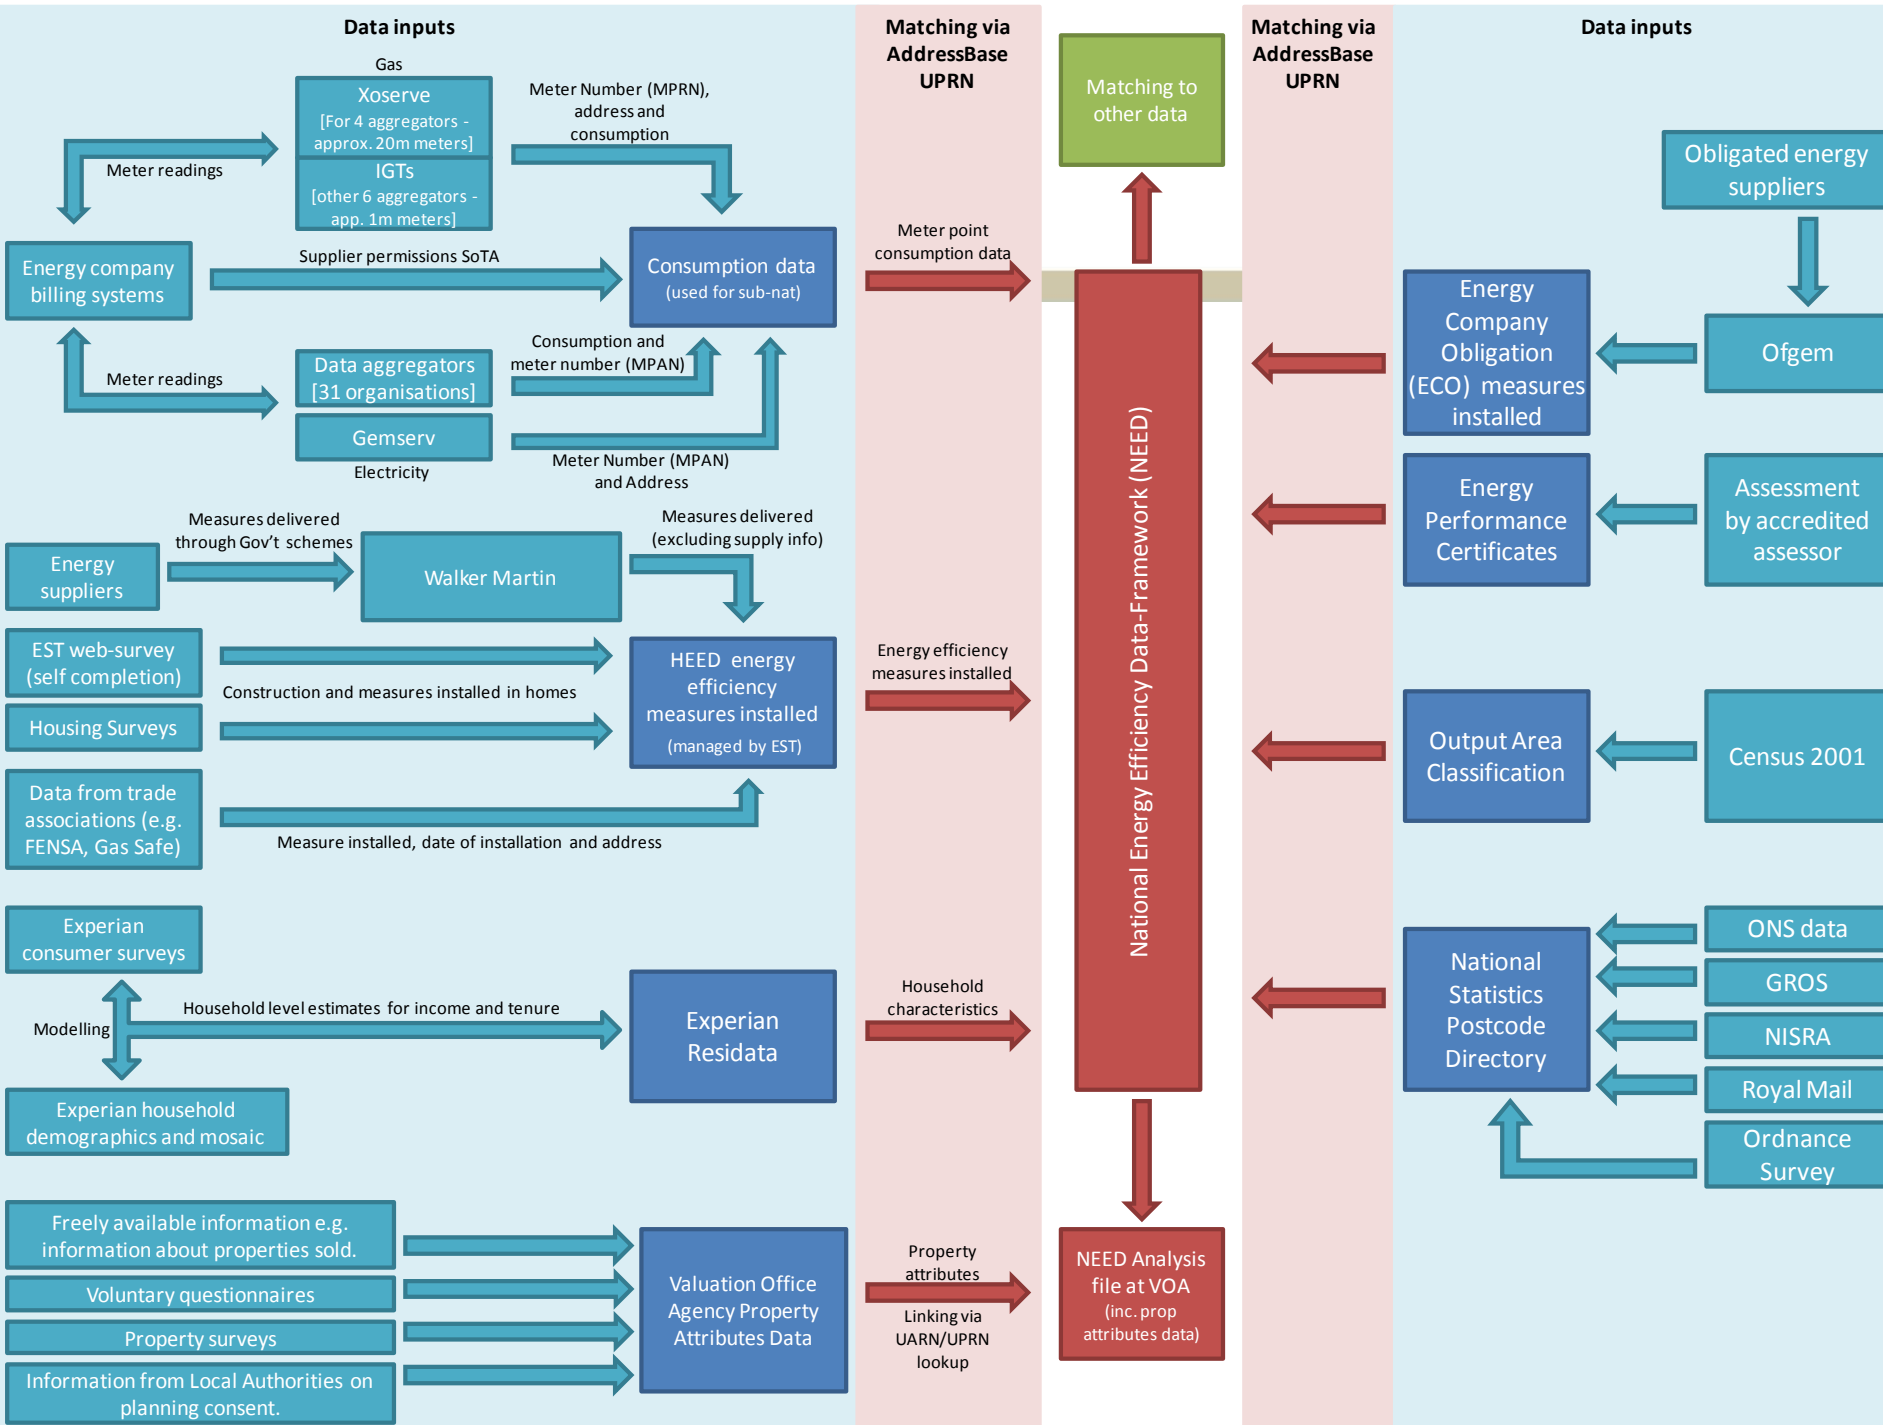 Data inputs
Gas
Xoserve
[For 4 aggregators -
approx. 20m meters]
IGTs
[other 6 aggregators -
app. 1m meters]
Meter Number (MPRN),
address and
consumption
Meter readings
Energy company
billing systems
Supplier permissions SoTA
Consumption data
(used for sub-nat)
Meter readings
Data aggregators
[31 organisations]
Consumption and
meter number (MPAN)
Gemserv
Electricity
Meter Number (MPAN)
and Address
Energy
suppliers
Measures delivered
through Gov't schemes
Walker Martin
Measures delivered
(excluding supply info)
EST web-survey
(self completion)
Construction and measures installed in homes
Housing Surveys
HEED energy
efficiency
measures installed
(managed by EST)
Data from trade
associations (e.g.
FENSA, Gas Safe)
Measure installed, date of installation and address
Experian
consumer surveys
Modelling
Household level estimates for income and tenure
Experian
Residata
Experian household
demographics and mosaic
Freely available information e.g.
information about properties sold.
Voluntary questionnaires
Property surveys
Information from Local Authorities on
planning consent.
Valuation Office
Agency Property
Attributes Data
Matching via
AddressBase
UPRN
Meter point
consumption data
Energy efficiency
measures installed
Household
characteristics
Property
attributes
Linking via
UARN/UPRN
lookup
Matching to
other data
National Energy Efficiency Data-Framework (NEED)
NEED Analysis
file at VOA
(inc. prop
attributes data)
Matching via
AddressBase
UPRN
Data inputs
Obligated energy
suppliers
Energy
Company
Obligation
(ECO) measures
installed
Ofgem
Energy
Performance
Certificates
Assessment
by accredited
assessor
Output Area
Classification
Census 2001
National
Statistics
Postcode
Directory
ONS data
GROS
NISRA
Royal Mail
Ordnance
Survey